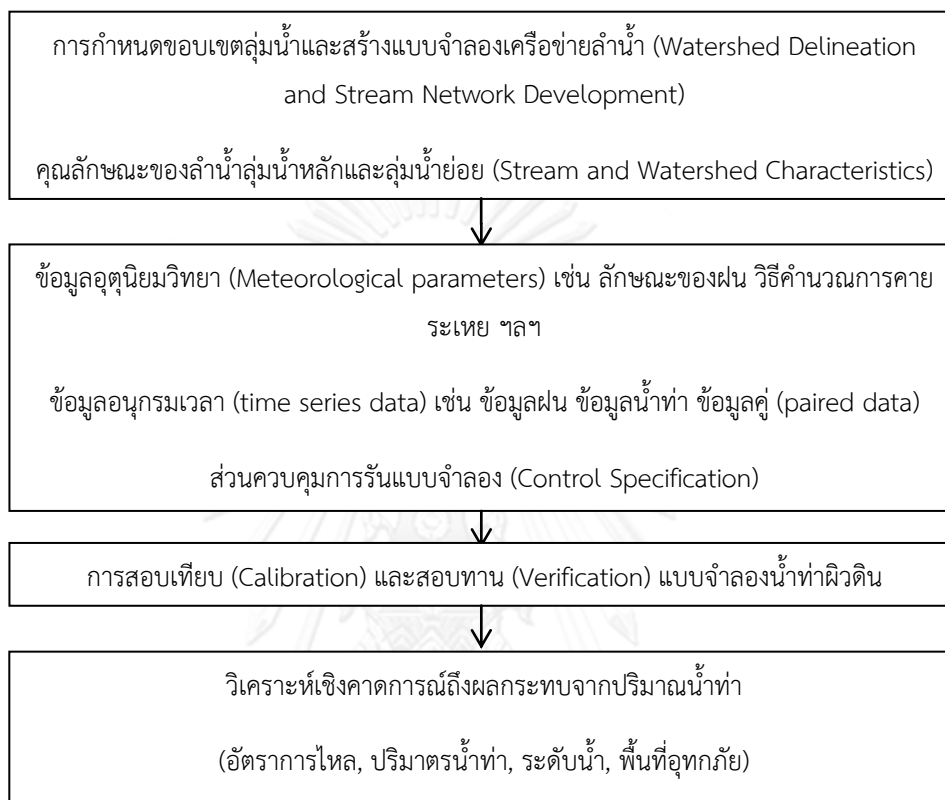 การกำหนดขอบเขตลุ่มน้ำและสร้างแบบจำลองเครือข่ายลำน้ำ (Watershed Delineation
and Stream Network Development)
คุณลักษณะของลำน้ำลุ่มน้ำหลักและลุ่มน้ำย่อย (Stream and Watershed Characteristics)
ข้อมูลอุตุนิยมวิทยา (Meteorological parameters) เช่น ลักษณะของฝน วิธีคำนวณการคาย
ระเหย ฯลฯ
ข้อมูลอนุกรมเวลา (time series data) เช่น ข้อมูลฝน ข้อมูลน้ำท่า ข้อมูลคู่ (paired data)
ส่วนควบคุมการรันแบบจำลอง (Control Specification)
การสอบเทียบ (Calibration) และสอบทาน (Verification) แบบจำลองน้ำท่าผิวดิน
วิเคราะห์เชิงคาดการณ์ถึงผลกระทบจากปริมาณน้ำท่า
(อัตราการไหล, ปริมาตรน้ำท่า, ระดับน้ำ, พื้นที่อุทกภัย)